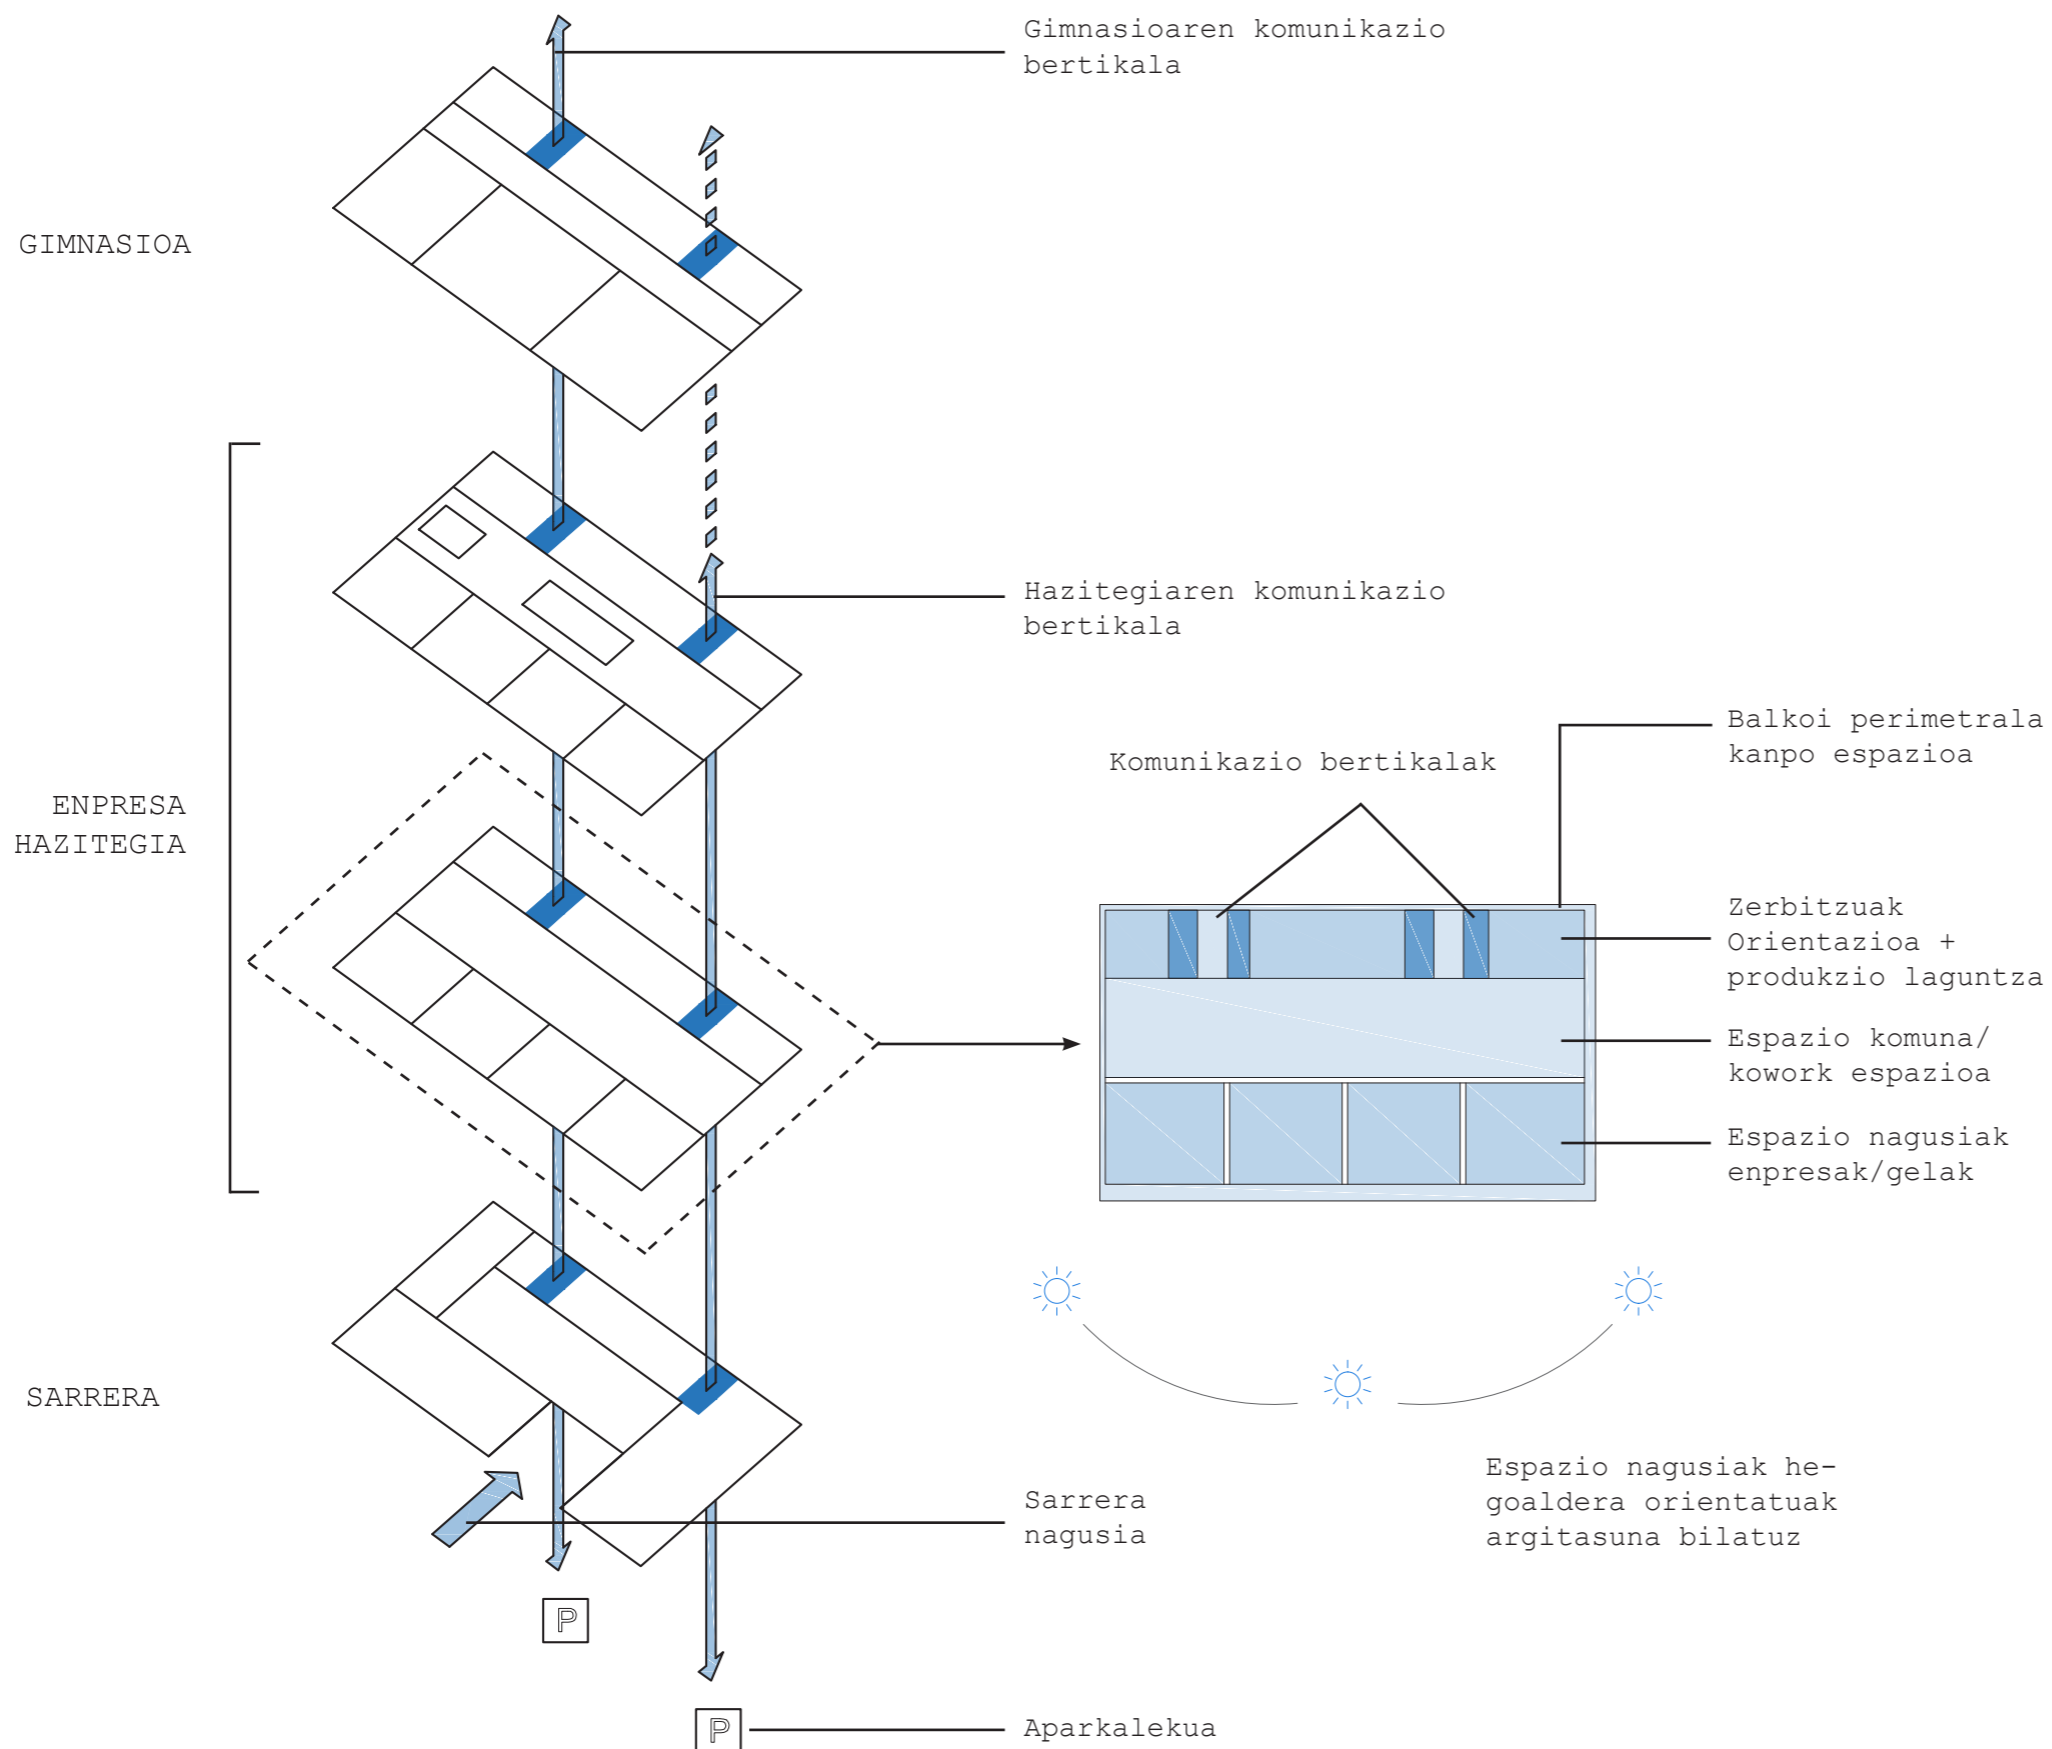 Gimnasioaren komunikazio
bertikala
GIMNASIOA
Hazitegiaren komunikazio
bertikala
ENPRESA
HAZITEGIA
Komunikazio bertikalak
Balkoi perimetrala
kanpo espazioa
Zerbitzuak
Orientazioa +
produkzio laguntza
Espazio komuna/
kowork espazioa
Espazio nagusiak
enpresak/gelak
SARRERA
Espazio nagusiak he-
goaldera orientatuak
argitasuna bilatuz
Sarrera
nagusia
P
P
Aparkalekua